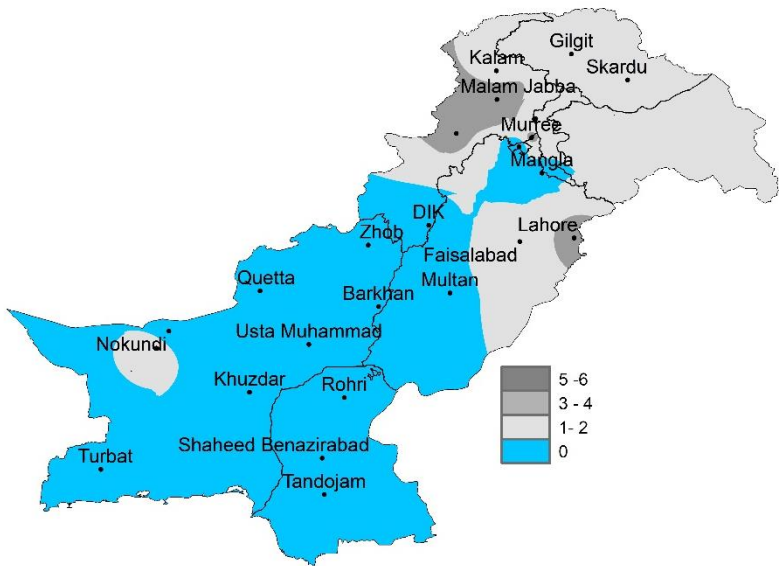 Gilgit
Kalam
Skardu
Malam Jabba
Murree
Mangla
DIK
Lahore
Zhob
Faisalabad
Quetta
Multan
Barkhan
Usta Muhammad
Nokundi
Khuzdar
Rohri
5 -6
3 - 4
1- 2
0
Shaheed Benazirabad
Turbat
Tandojam